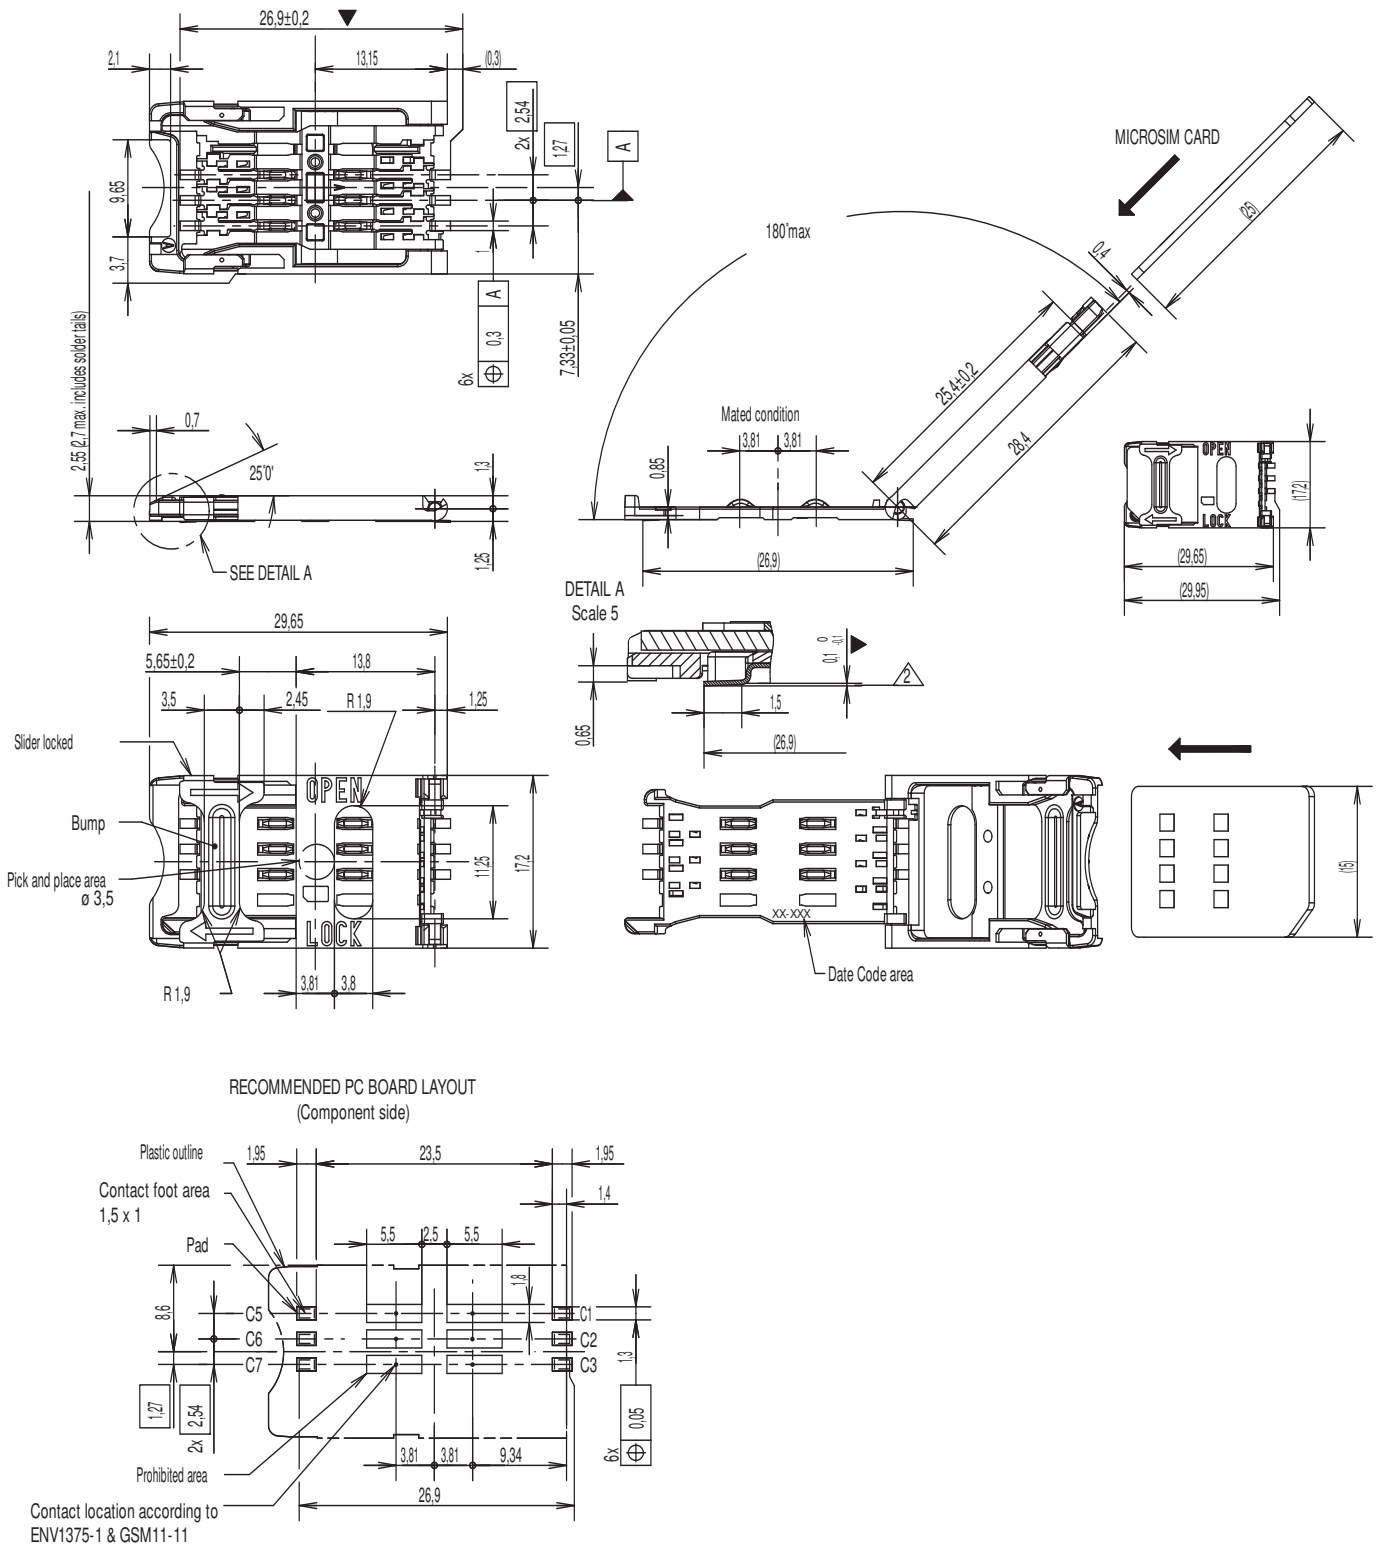 26,9±0,2
2,1
13,15
(0,3)
2x 2,54
1,27
A
9,65
3,7
1
A
0,3
6x
7,33±0,05
2,55 (2,7 max. includes solder tails)
MICROSIM CARD
(25)
180°max
0,4
25,4±0,2
28,4
Mated condition
3,81
3,81
0,85
(26,9)
0,7
25°0'
1,3
1,25
SEE DETAIL A
OPEN
LOCK
(17,2)
(29,65)
(29,95)
DETAIL A
Scale 5
0,1 0 -0,1
2
1,5
0,65
(26,9)
29,65
5,65±0,2
13,8
3,5
2,45
R 1,9
1,25
Slider locked
OPEN
Bump
Pick and place area
ø 3,5
11,25
17,2
LOCK
R 1,9
3,81
3,8
XX-XXX
Date Code area
(15)
RECOMMENDED PC BOARD LAYOUT
(Component side)
Plastic outline
1,95
23,5
1,95
Contact foot area
1,5 x 1
1,4
Pad
5,5
2,5
5,5
1,8
8,6
C5
C1
C6
C2
C7
C3
1,3
1,27
2x 2,54
6x
0,05
Prohibited area
3,81
3,81
9,34
26,9
Contact location according to
ENV1375-1 & GSM11-11